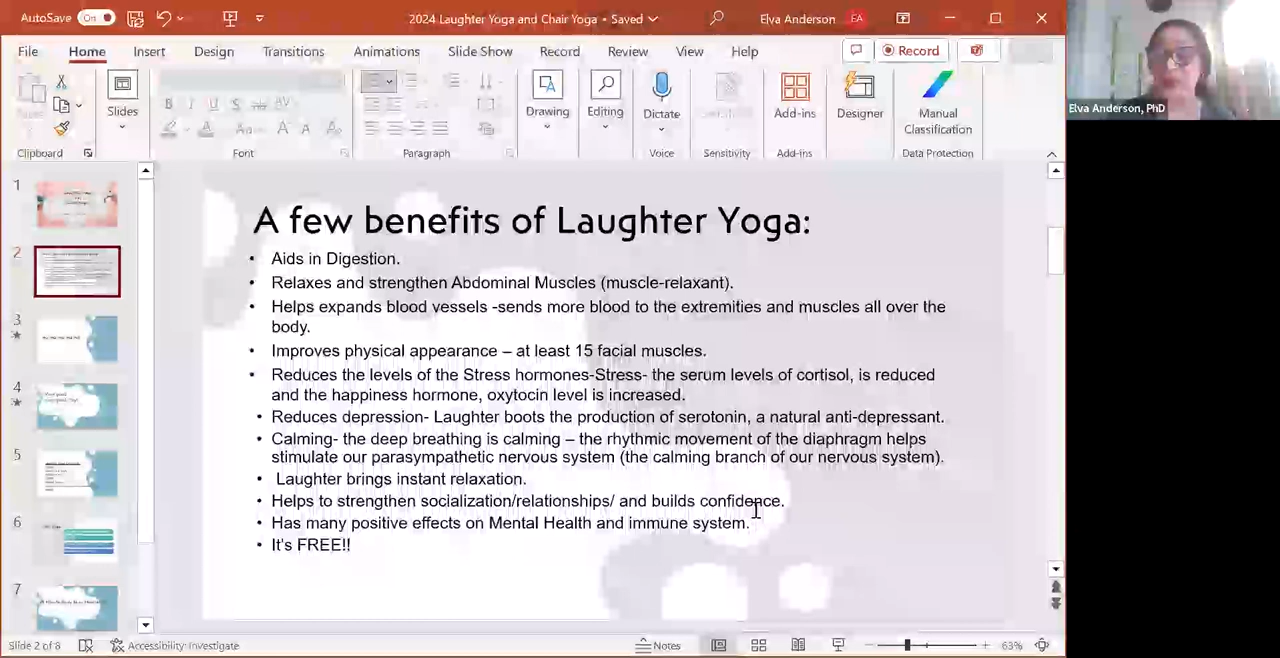 AutoSave On 2024 Laughter Yoga and Chair Yoga • Saved Elva Anderson EA
File Home Insert Design Transitions Animations Slide Show Record Review View Help Record
Slides Drawing Editing Dictate Add-ins Designer Manual Classification
Clipboard Font Paragraph Voice Sensitivity Add-ins Data Protection
Elva Anderson, PhD
1
2
3
4
5
6
7
A few benefits of Laughter Yoga:
• Aids in Digestion.
• Relaxes and strengthen Abdominal Muscles (muscle-relaxant).
• Helps expands blood vessels -sends more blood to the extremities and muscles all over the
body.
• Improves physical appearance – at least 15 facial muscles.
• Reduces the levels of the Stress hormones-Stress- the serum levels of cortisol, is reduced
and the happiness hormone, oxytocin level is increased.
• Reduces depression- Laughter boots the production of serotonin, a natural anti-depressant.
• Calming- the deep breathing is calming – the rhythmic movement of the diaphragm helps
stimulate our parasympathetic nervous system (the calming branch of our nervous system).
• Laughter brings instant relaxation.
• Helps to strengthen socialization/relationships/ and builds confidence.
• Has many positive effects on Mental Health and immune system.
• It's FREE!!
Slide 2 of 8 Accessibility: Investigate Notes 63%